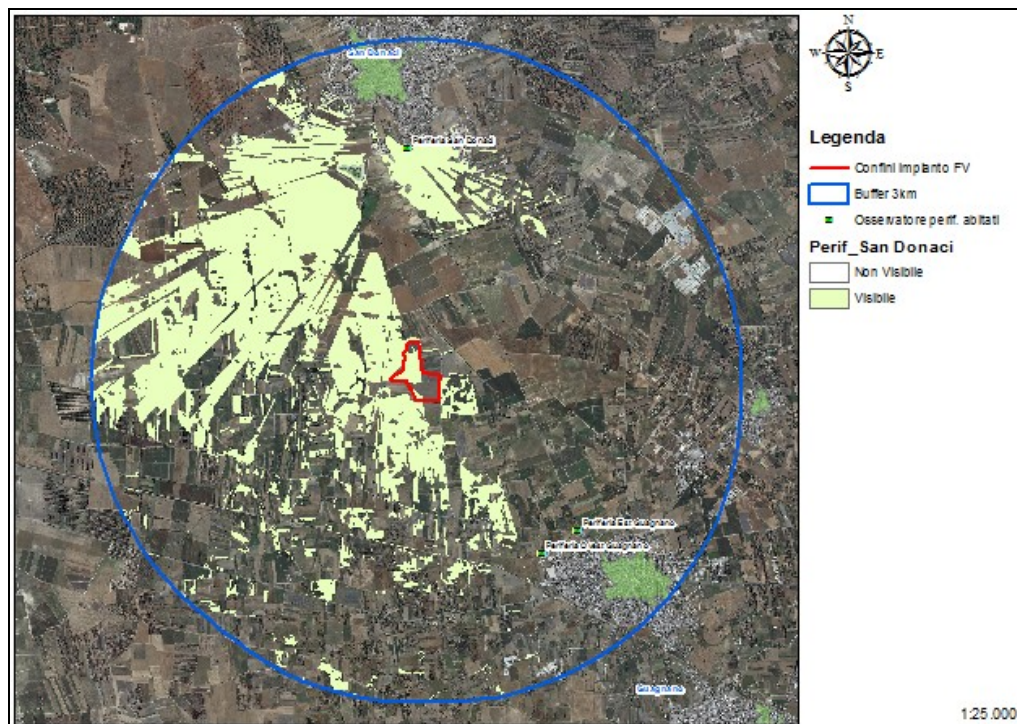 San Donaci
Periferia San Donaci
Guagnano
N
W
E
S
Legenda
Confini impianto FV
Buffer 3km
Osservatore perif. abitati
Perif_San Donaci
Non Visibile
Visibile
1:25.000